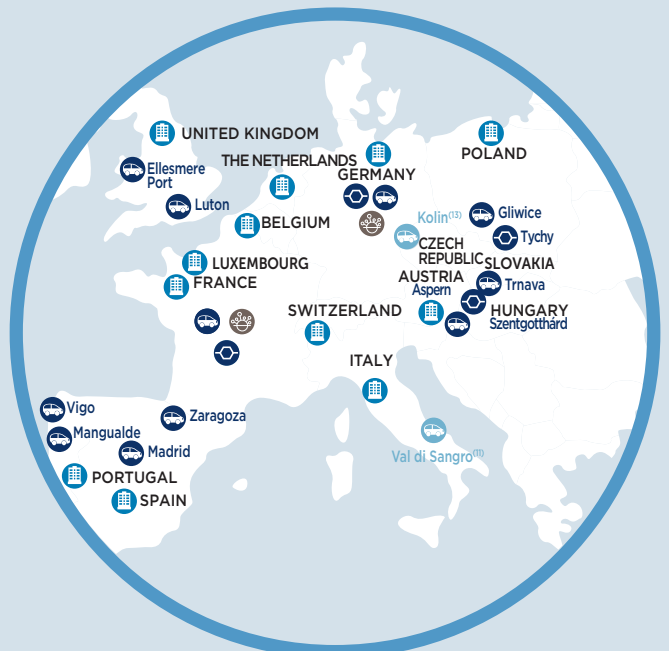 UNITED KINGDOM
POLAND
THE NETHERLANDS
GERMANY
Ellesmere
Port
Luton
Kolin(13)
Gliwice
BELGIUM
Tychy
CZECH
REPUBLIC
SLOVAKIA
LUXEMBOURG
FRANCE
AUSTRIA
Aspern
Trnava
SWITZERLAND
HUNGARY
Szentgotthárd
ITALY
Vigo
Zaragoza
Mangualde
Madrid
Val di Sangro(11)
PORTUGAL
SPAIN